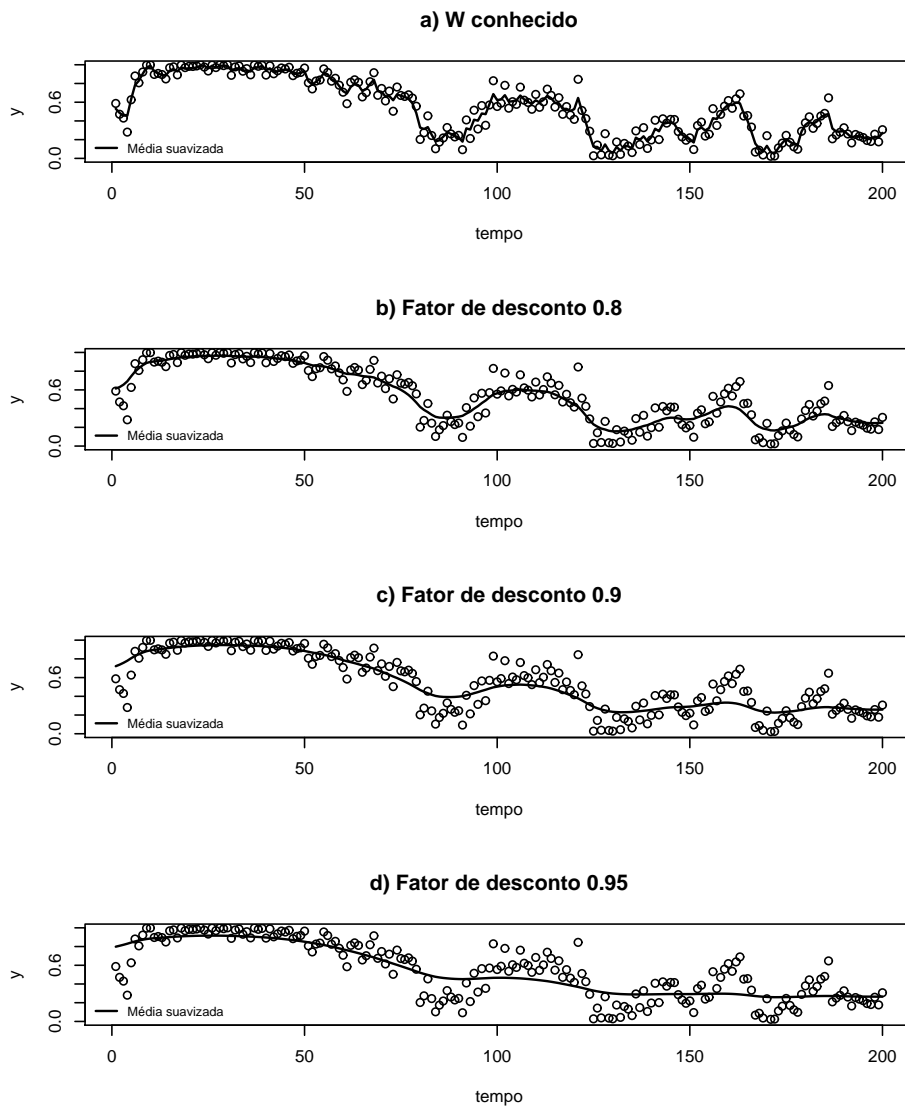 a) W conhecido
y
0.6
0.0
Média suavizada
0 50 100 150 200
tempo
b) Fator de desconto 0.8
y
0.6
0.0
Média suavizada
0 50 100 150 200
tempo
c) Fator de desconto 0.9
y
0.6
0.0
Média suavizada
0 50 100 150 200
tempo
d) Fator de desconto 0.95
y
0.6
0.0
Média suavizada
0 50 100 150 200
tempo